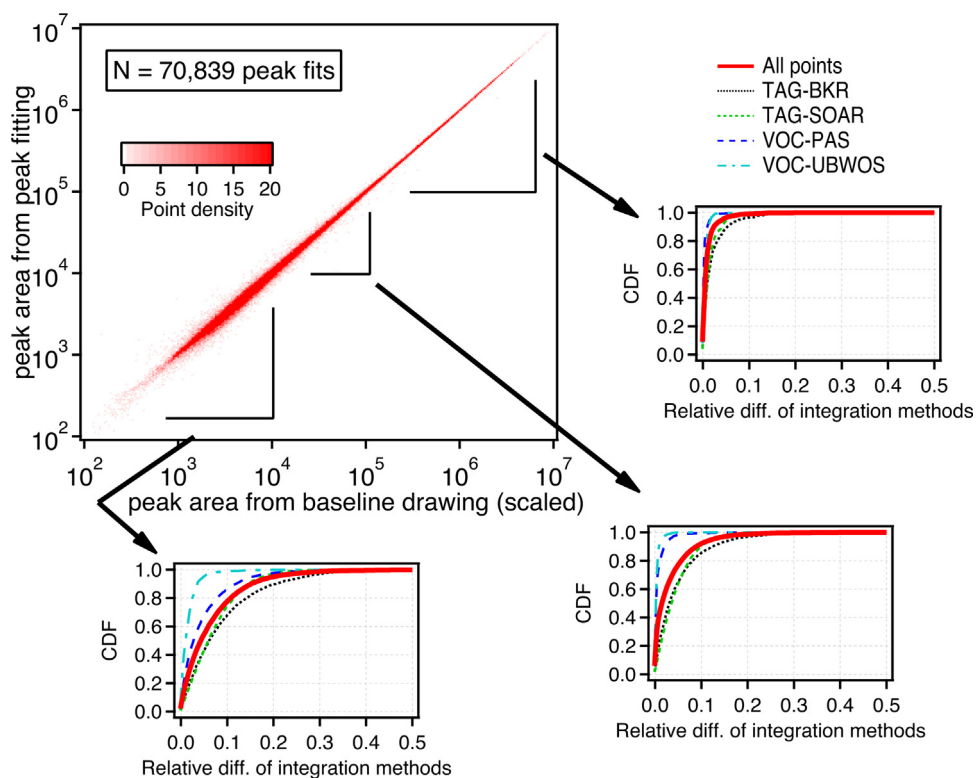 10^7
10^6
10^5
10^4
10^3
10^2
peak area from peak fitting
N = 70,839 peak fits
0 5 10 15 20
Point density
10^2 10^3 10^4 10^5 10^6 10^7
peak area from baseline drawing (scaled)
All points
TAG-BKR
TAG-SOAR
VOC-PAS
VOC-UBWOS
1.0
0.8
0.6
0.4
0.2
0.0
CDF
0.0 0.1 0.2 0.3 0.4 0.5
Relative diff. of integration methods
1.0
0.8
0.6
0.4
0.2
0.0
CDF
0.0 0.1 0.2 0.3 0.4 0.5
Relative diff. of integration methods
1.0
0.8
0.6
0.4
0.2
0.0
CDF
0.0 0.1 0.2 0.3 0.4 0.5
Relative diff. of integration methods